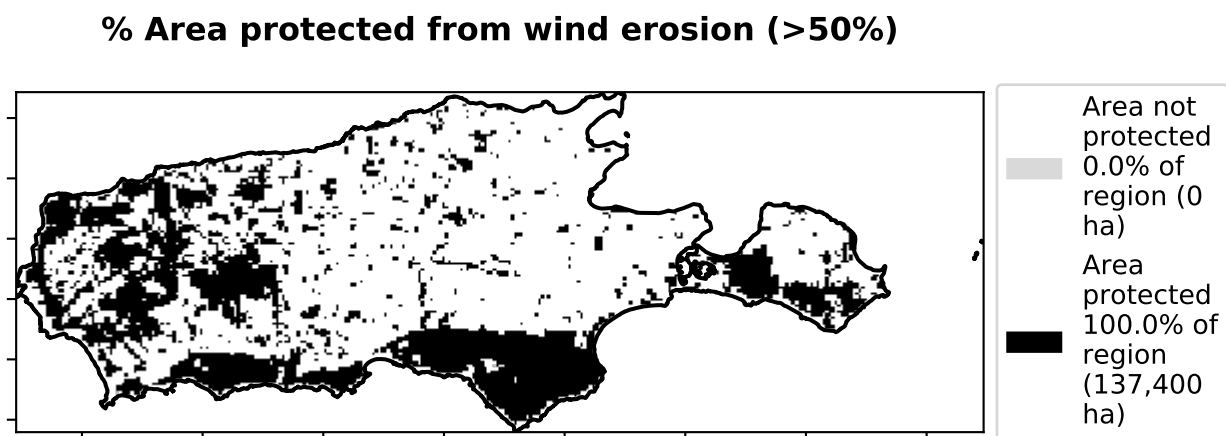 % Area protected from wind erosion (>50%)
Area not
protected
0.0% of
region (0
ha)
Area
protected
100.0% of
region
(137,400
ha)